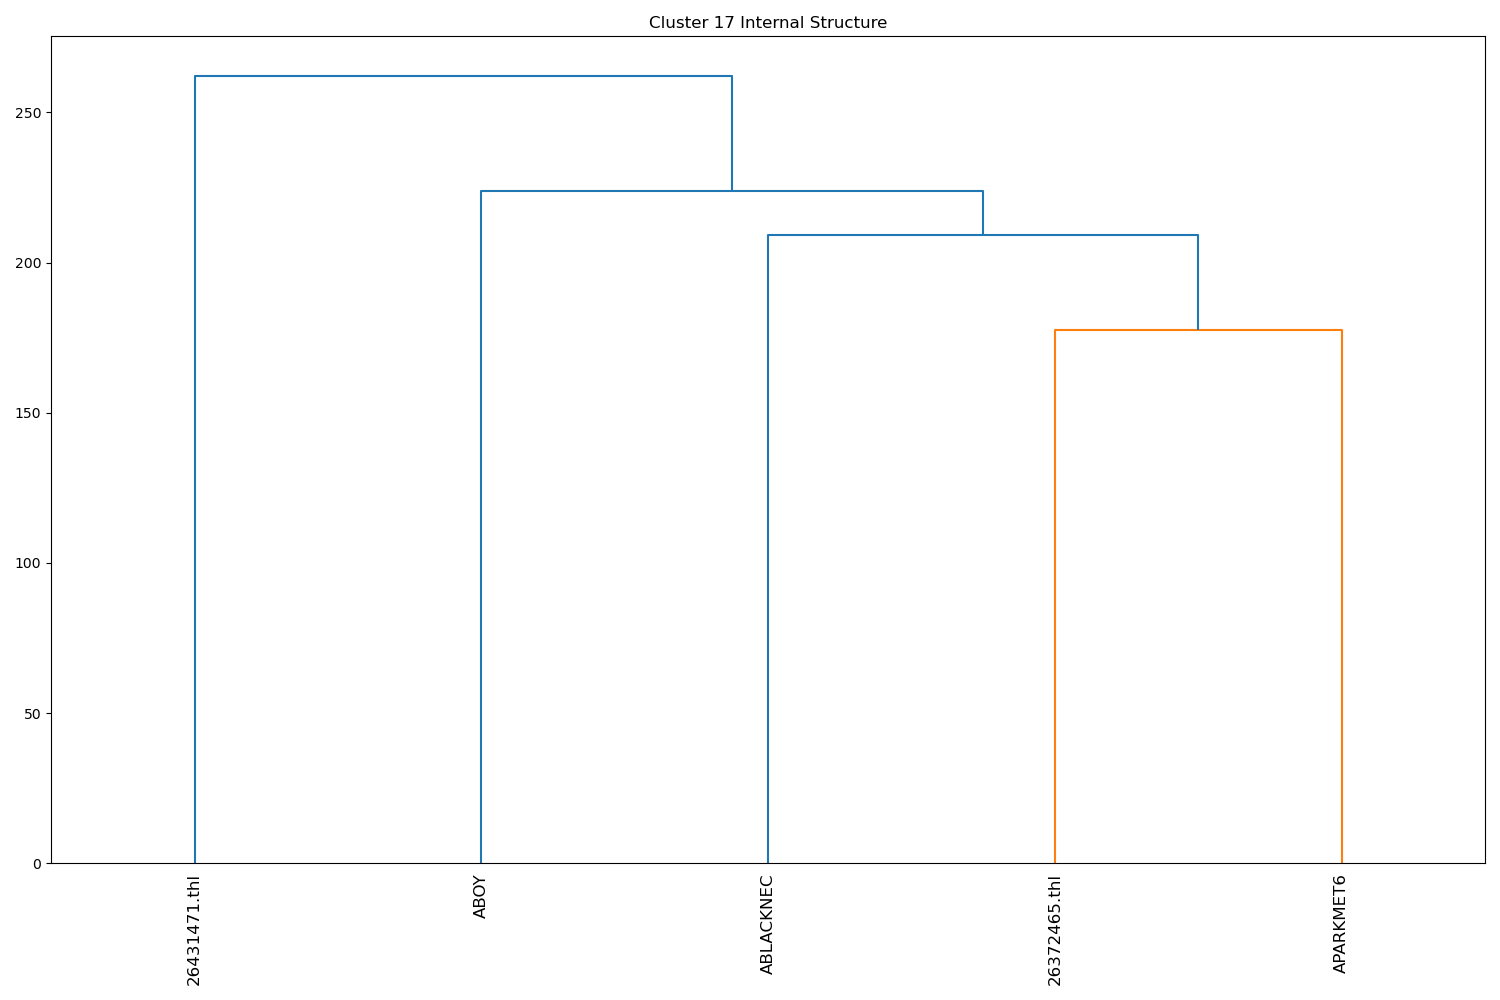 Cluster 17 Internal Structure
250
200
150
100
50
0
26431471.thl
ABOY
ABLACKNEC
26372465.thl
APARKMET6